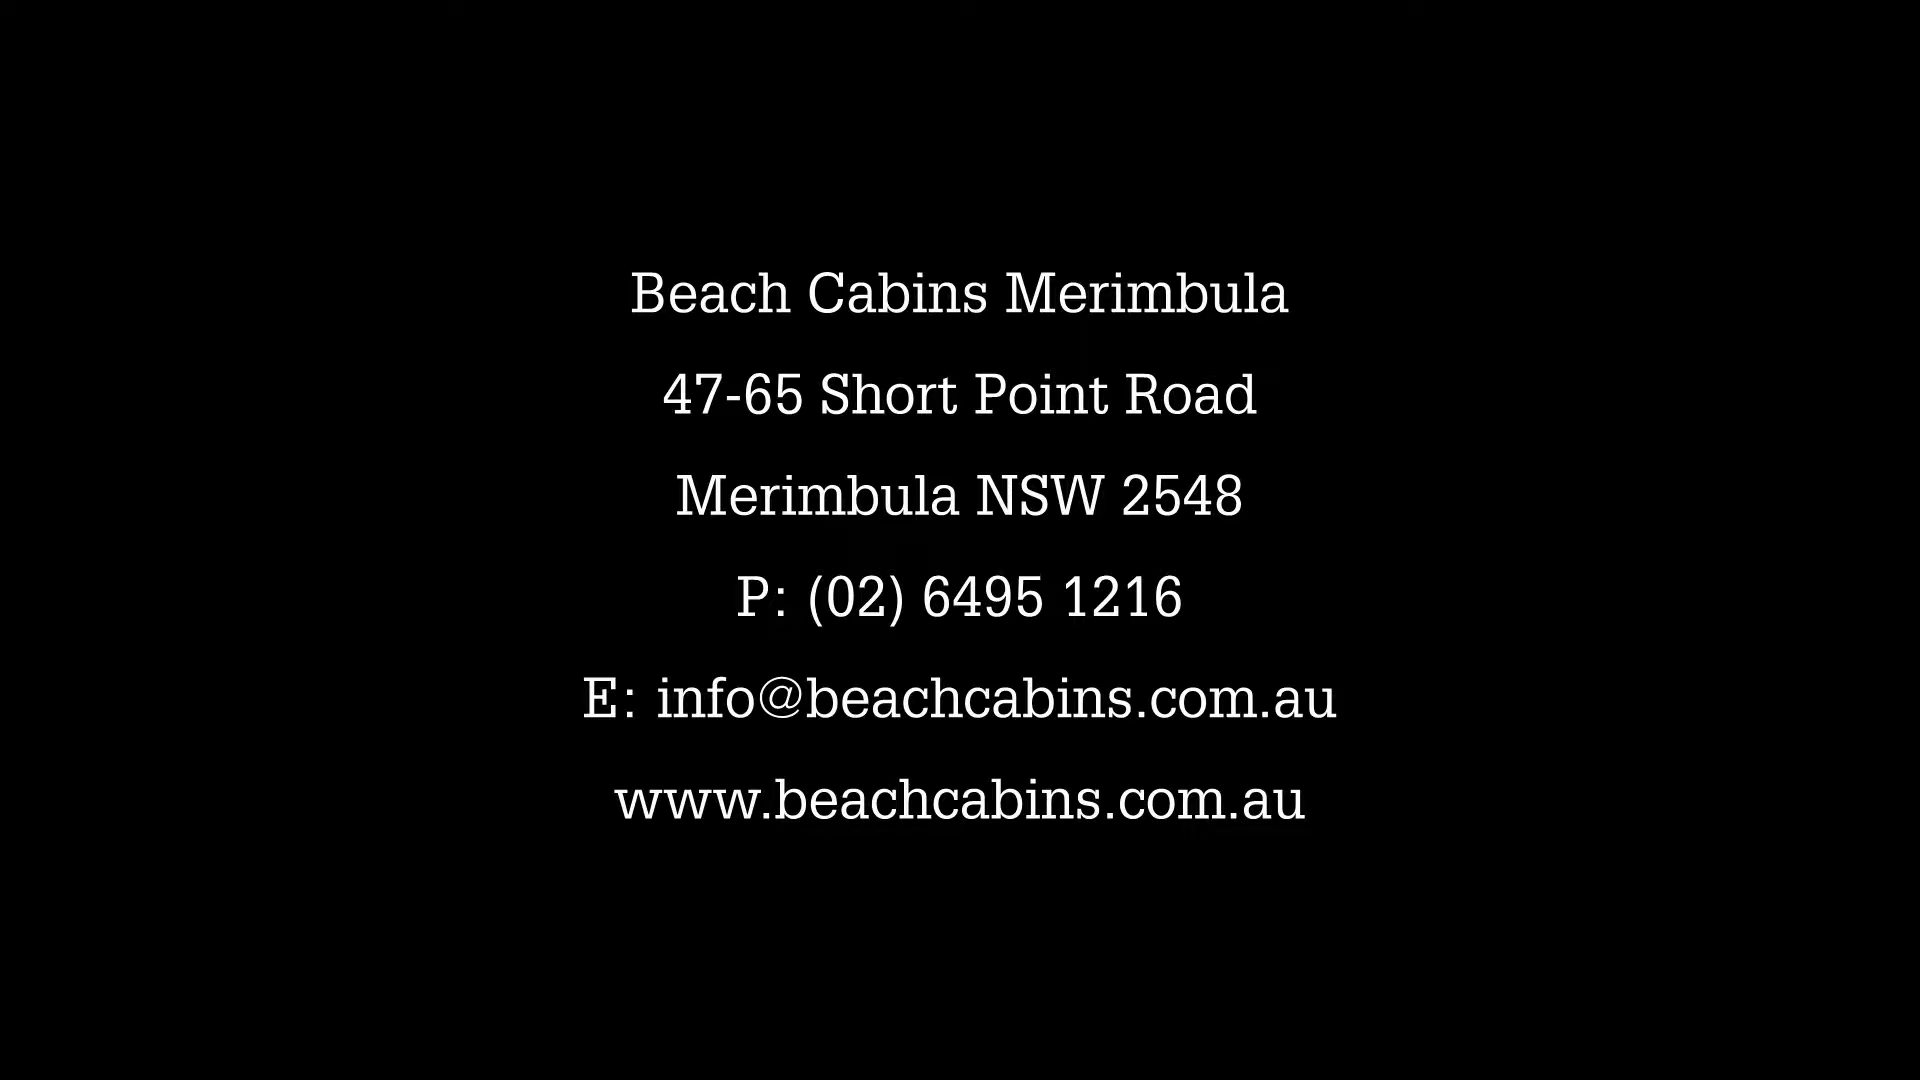 Beach Cabins Merimbula
47-65 Short Point Road
Merimbula NSW 2548
P: (02) 6495 1216
E: info@beachcabins.com.au
www.beachcabins.com.au